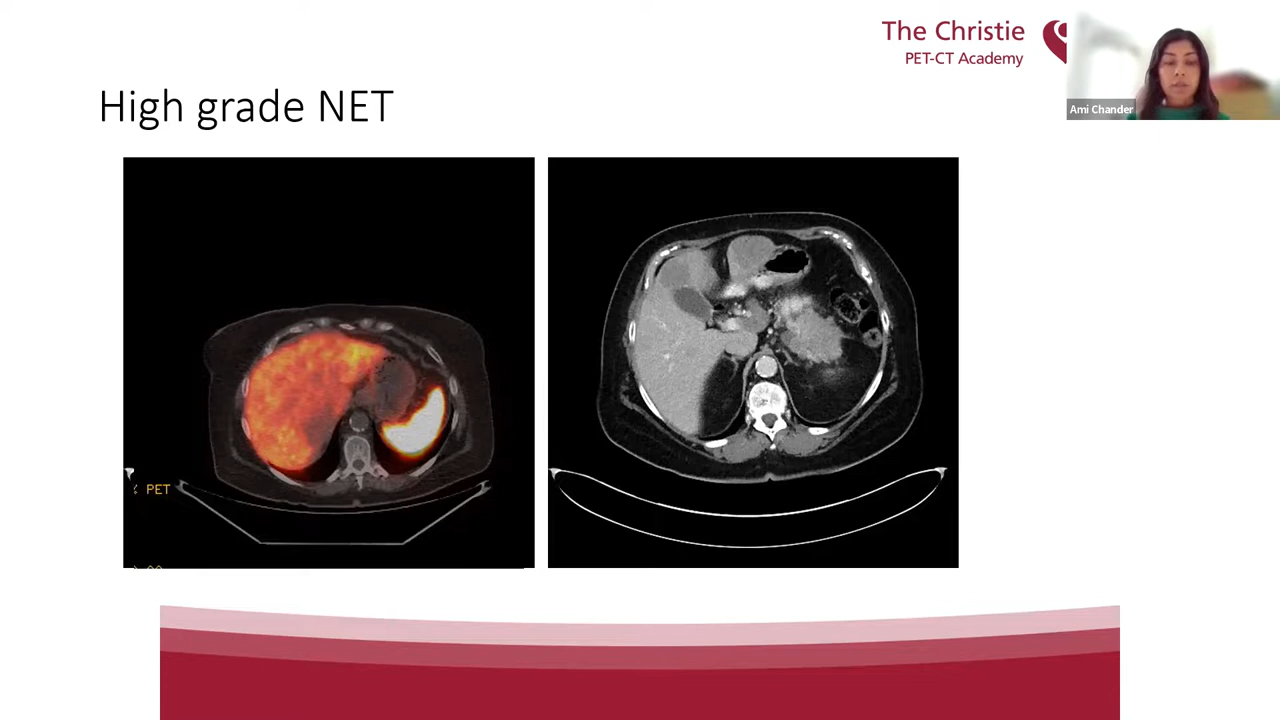 The Christie
PET-CT Academy
Ami Chander
High grade NET
PET